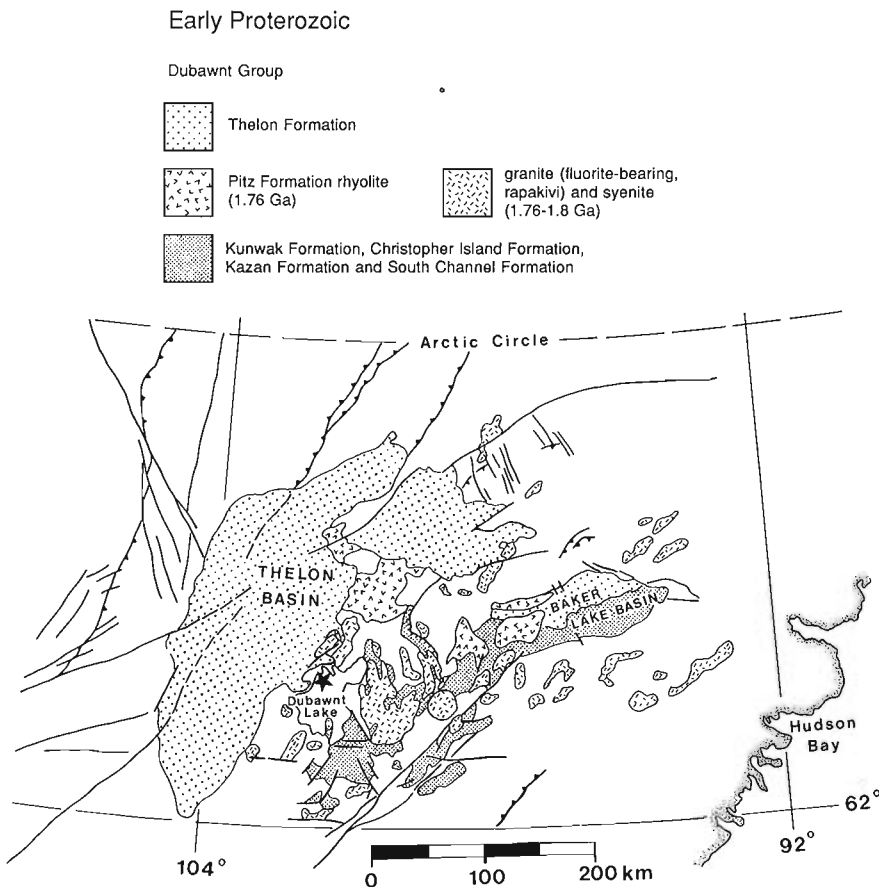 Early Proterozoic
Dubawnt Group
Thelon Formation
Pitz Formation rhyolite
(1.76 Ga)
granite (fluorite-bearing,
rapakivi) and syenite
(1.76-1.8 Ga)
Kunwak Formation, Christopher Island Formation,
Kazan Formation and South Channel Formation
Arctic Circle
THELON
BASIN
BAKER
LAKE BASIN
Dubawnt
Lake
Hudson
Bay
62°
92°
104°
0 100 200 km